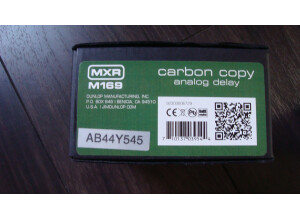 MXR
M169
carbon copy
analog delay
DUNLOP MANUFACTURING, INC.
P.O. BOX 846 | BENICIA, CA 94510
U.S.A. | JIMDUNLOP.COM
AB44Y545